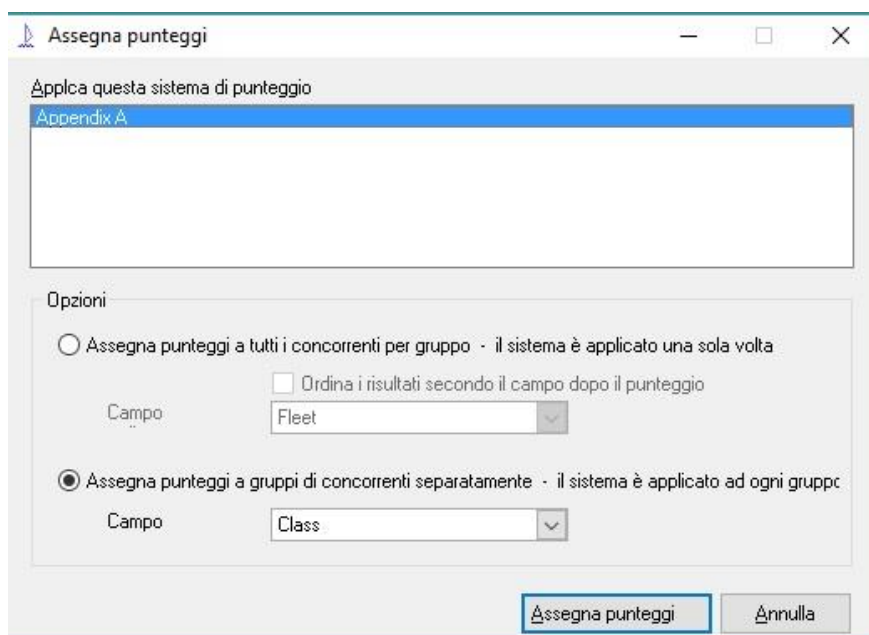 Assegna punteggi
Applca questa sistema di punteggio
Appendix A
Opzioni
Assegna punteggi a tutti i concorrenti per gruppo - il sistema è applicato una sola volta
Ordina i risultati secondo il campo dopo il punteggio
Campo Fleet
Assegna punteggi a gruppi di concorrenti separatamente - il sistema è applicato ad ogni gruppo
Campo Class
Assegna punteggi Annulla